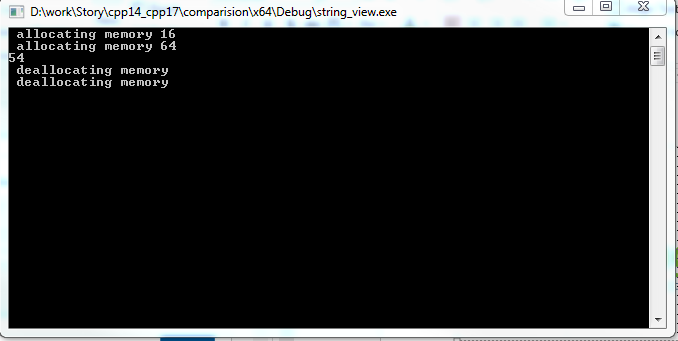 D:\work\Story\cpp14_cpp17\comparision\x64\Debug\string_view.exe
allocating memory 16
allocating memory 64
54
deallocating memory
deallocating memory